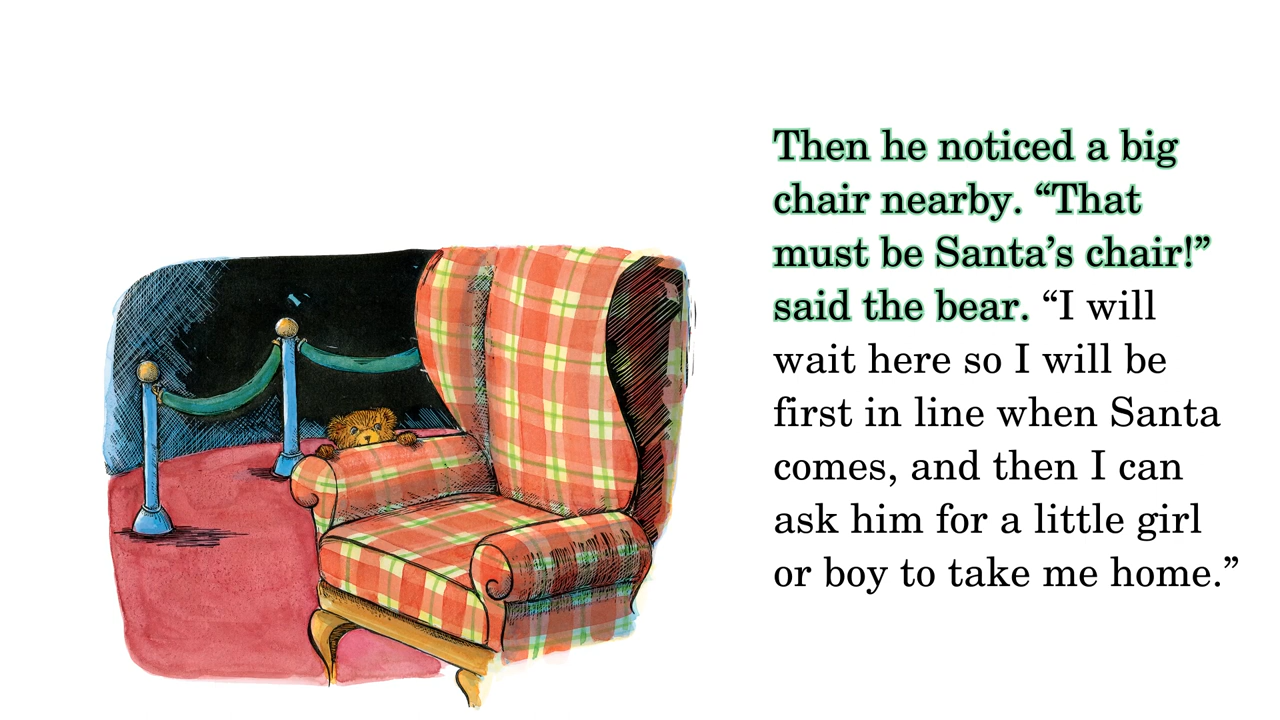 Then he noticed a big
chair nearby. “That
must be Santa’s chair!”
said the bear. “I will
wait here so I will be
first in line when Santa
comes, and then I can
ask him for a little girl
or boy to take me home.”